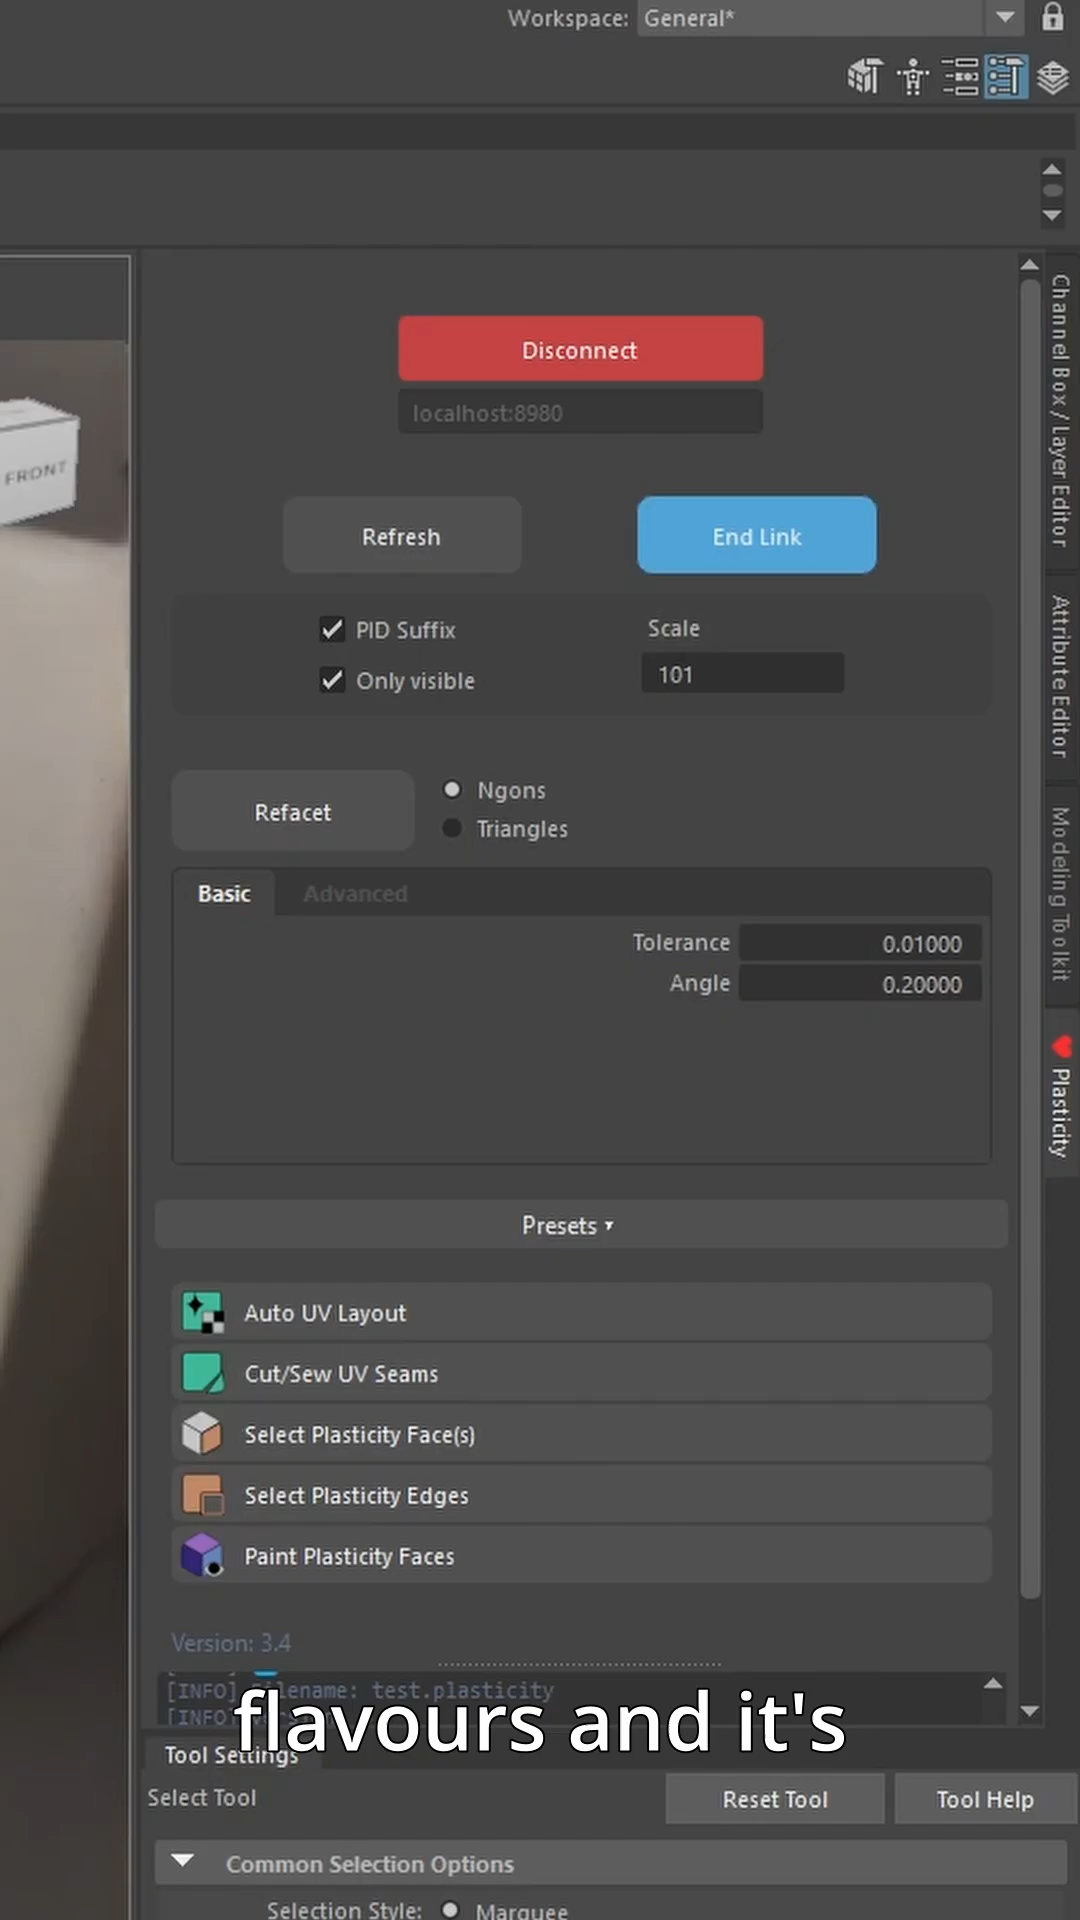 Workspace: General*
Disconnect
localhost:8980
FRONT
Refresh
End Link
PID Suffix
Scale
Only visible
101
Refacet
Ngons
Triangles
Basic
Advanced
Tolerance
0.01000
Angle
0.20000
Presets
Auto UV Layout
Cut/Sew UV Seams
Select Plasticity Face(s)
Select Plasticity Edges
Paint Plasticity Faces
Version: 3.4
[INFO] Filename: test.plasticity
[INFO]
flavours and it's
Tool Settings
Select Tool
Reset Tool
Tool Help
Common Selection Options
Selection Style:
Marquee
Channel Box / Layer Editor
Attribute Editor
Modeling Toolkit
Plasticity